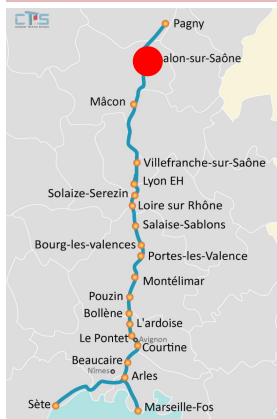 CTS
Pagny
alon-sur-Saône
Mâcon
Villefranche-sur-Saône
Lyon EH
Solaize-Serezin
Loire sur Rhône
Salaise-Sablons
Bourg-les-valences
Portes-les-Valence
Montélimar
Pouzin
Bollène
L'ardoise
Le Pontet
Avignon
Courtine
Beaucaire
Nîmes
Arles
Sète
Marseille-Fos